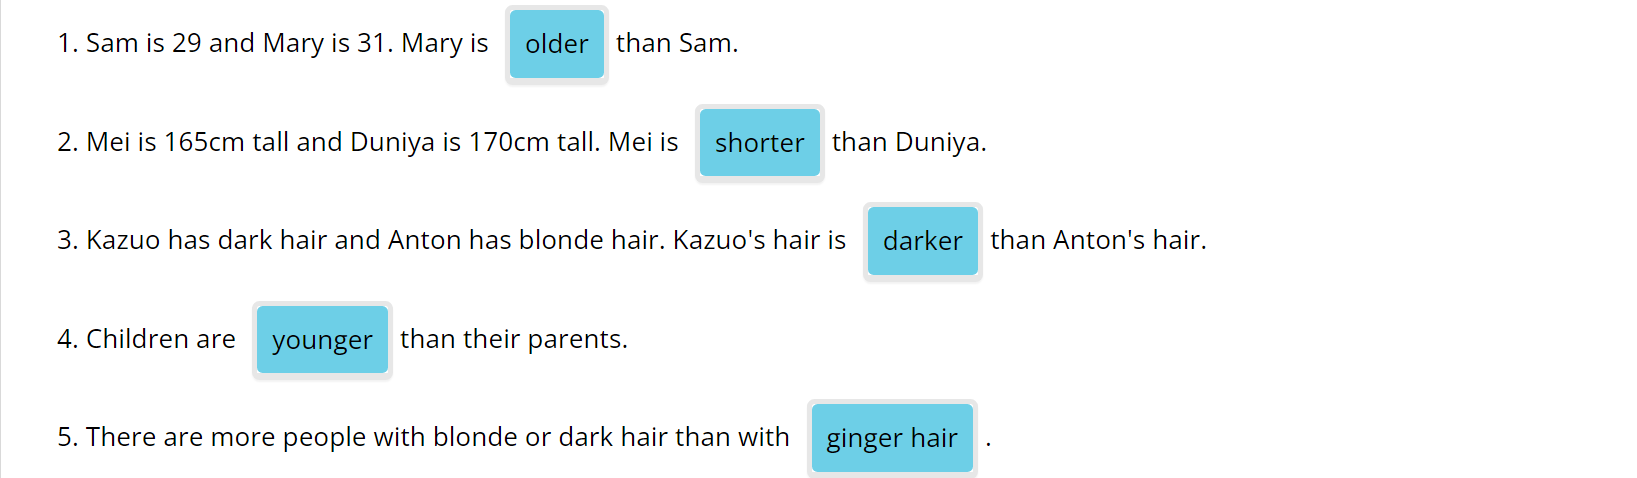 1. Sam is 29 and Mary is 31. Mary is older than Sam.
2. Mei is 165cm tall and Duniya is 170cm tall. Mei is shorter than Duniya.
3. Kazuo has dark hair and Anton has blonde hair. Kazuo's hair is darker than Anton's hair.
4. Children are younger than their parents.
5. There are more people with blonde or dark hair than with ginger hair .